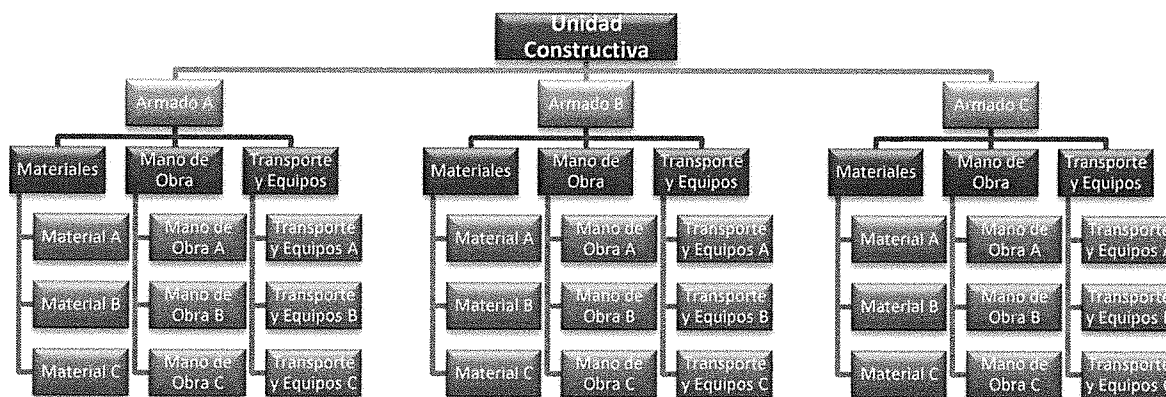 Unidad
Constructiva
Armado A
Armado B
Armado C
Materiales
Mano de
Obra
Transporte
y Equipos
Materiales
Mano de
Obra
Transporte
y Equipos
Materiales
Mano de
Obra
Transporte
y Equipos
Material A
Mano de
Obra A
Transporte
y Equipos A
Material A
Mano de
Obra A
Transporte
y Equipos A
Material A
Mano de
Obra A
Transporte
y Equipos A
Material B
Mano de
Obra B
Transporte
y Equipos B
Material B
Mano de
Obra B
Transporte
y Equipos B
Material B
Mano de
Obra B
Transporte
y Equipos
Material C
Mano de
Obra C
Transporte
y Equipos C
Material C
Mano de
Obra C
Transporte
y Equipos C
Material C
Mano de
Obra C
Transporte
y Equipos C